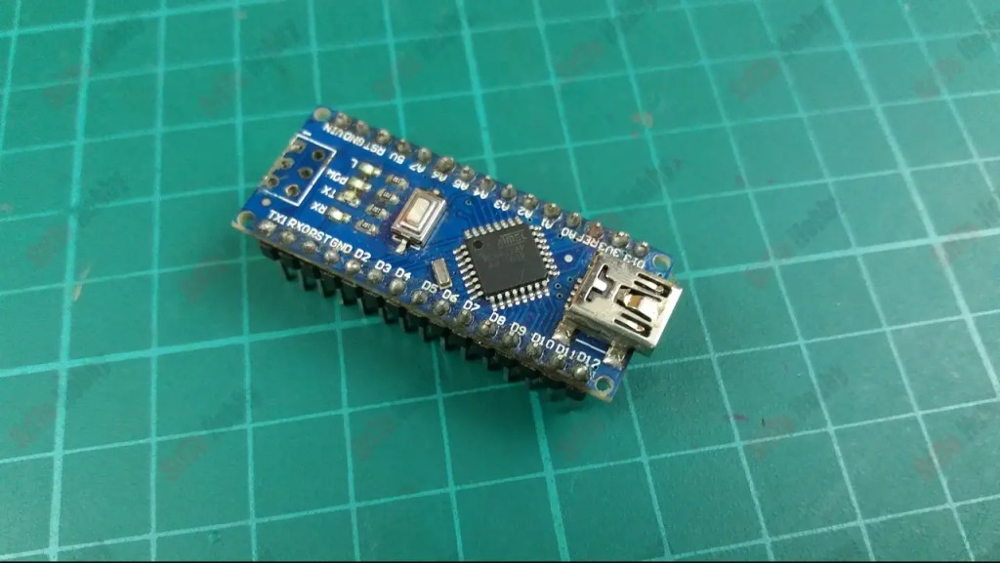 VIN GND RST 5V A7 A6 A5 A4 A3 A2 A1 A0 REF 3V3 D13
L
POW
TX
RX
TX1 RX0 RST GND D2 D3 D4 D5 D6 D7 D8 D9 D10 D11 D12